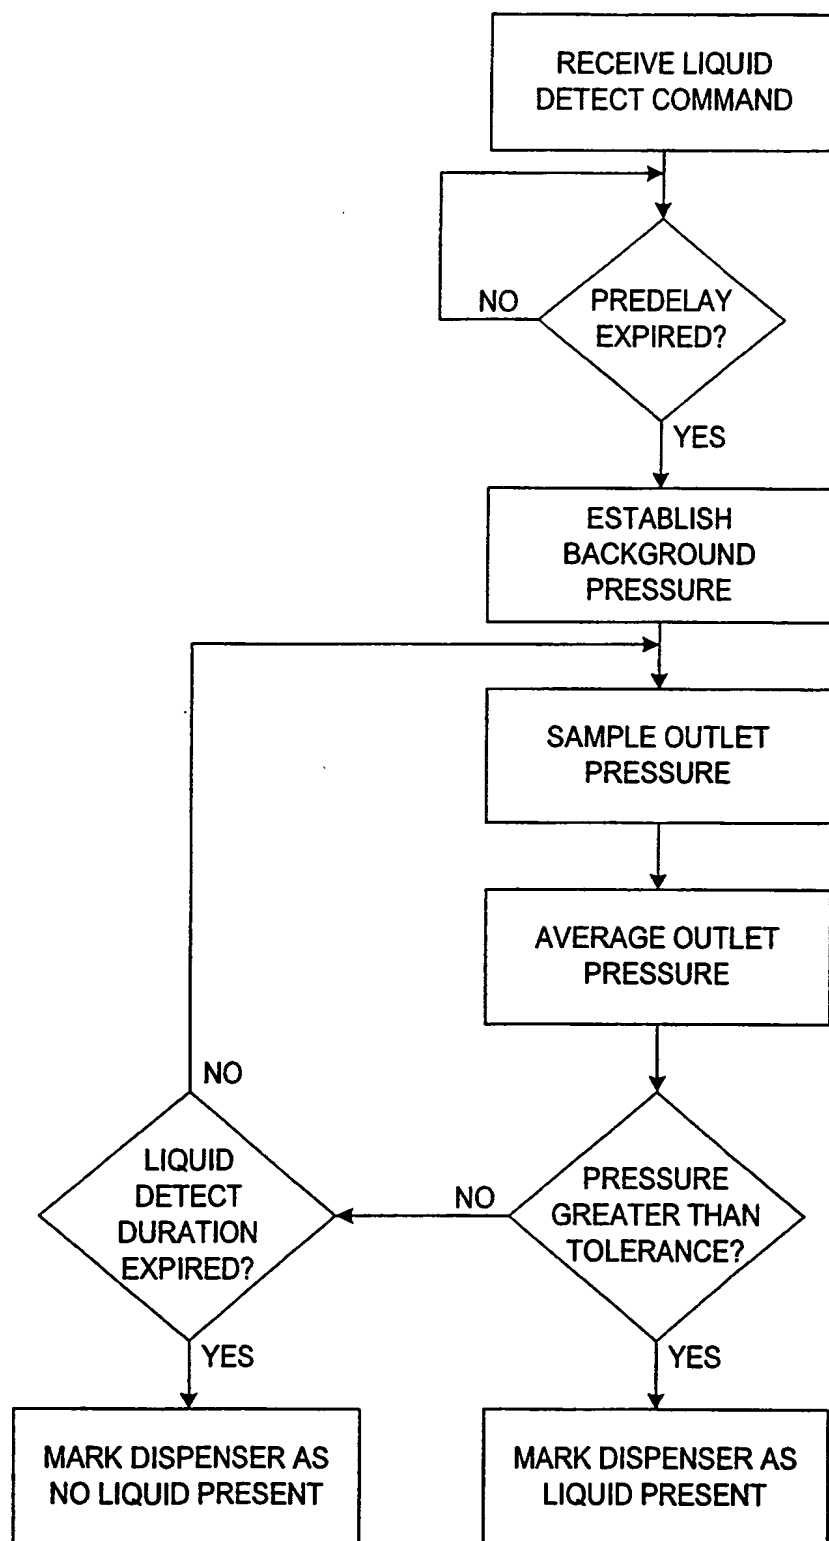 RECEIVE LIQUID
DETECT COMMAND
NO
PREDELAY
EXPIRED?
YES
ESTABLISH
BACKGROUND
PRESSURE
SAMPLE OUTLET
PRESSURE
AVERAGE OUTLET
PRESSURE
NO
LIQUID
DETECT
DURATION
EXPIRED?
NO
PRESSURE
GREATER THAN
TOLERANCE?
YES
YES
MARK DISPENSER AS
NO LIQUID PRESENT
MARK DISPENSER AS
LIQUID PRESENT